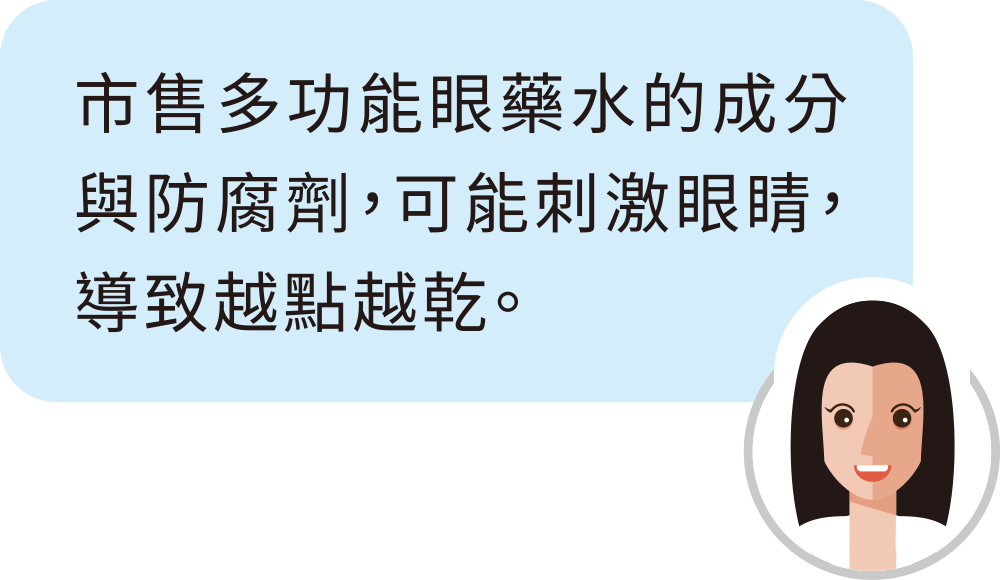 市售多功能眼藥水的成分
與防腐劑，可能刺激眼睛，
導致越點越乾。